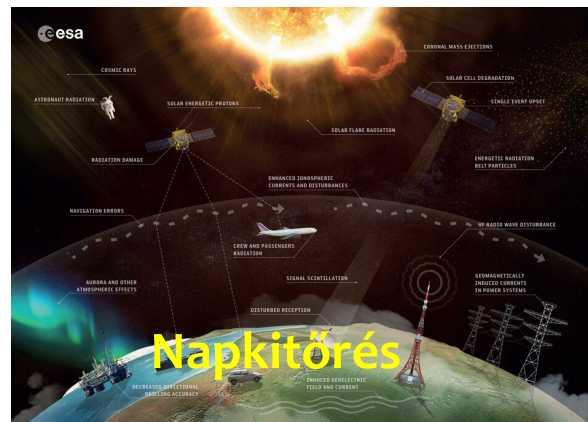 esa
CORONAL MASS EJECTIONS
COSMIC RAYS
SOLAR CELL DEGRADATION
ASTRONAUT RADIATION
SOLAR ENERGETIC PROTONS
SINGLE EVENT UPSET
SOLAR FLARE RADIATION
RADIATION DAMAGE
ENERGETIC RADIATION
BELT PARTICLES
ENHANCED IONOSPHERIC
CURRENTS AND DISTURBANCES
NAVIGATION ERRORS
HF RADIO WAVE DISTURBANCE
CREW AND PASSENGERS
RADIATION
SIGNAL SCINTILLATION
GEOMAGNETICALLY
INDUCED CURRENTS
IN POWER SYSTEMS
AURORA AND OTHER
ATMOSPHERIC EFFECTS
DISTURBED RECEPTION
Napkitőrés
DECREASED DIRECTIONAL
DRILLING ACCURACY
INDUCED GEOELECTRIC
FIELD AND CURRENT